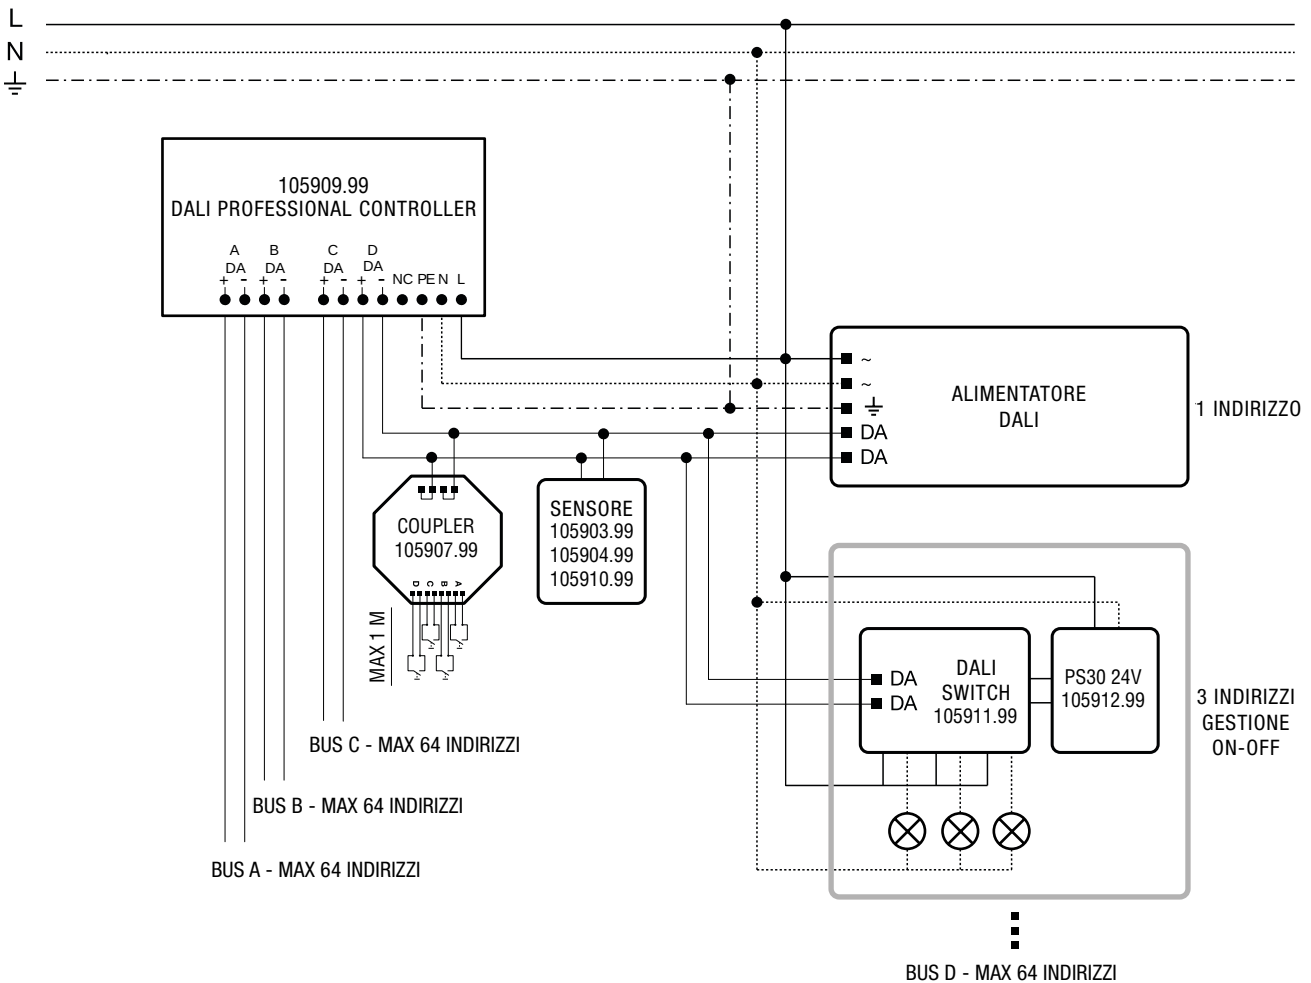 L
N
105909.99
DALI PROFESSIONAL CONTROLLER
A B C D
DA DA DA DA
+ - + - + - + - NC PE N L
~
~
DA
DA
ALIMENTATORE
DALI
1 INDIRIZZO
COUPLER
105907.99
D C B A
MAX 1 M
SENSORE
105903.99
105904.99
105910.99
DA
DA
DALI
SWITCH
105911.99
PS30 24V
105912.99
3 INDIRIZZI
GESTIONE
ON-OFF
BUS C - MAX 64 INDIRIZZI
BUS B - MAX 64 INDIRIZZI
BUS A - MAX 64 INDIRIZZI
BUS D - MAX 64 INDIRIZZI